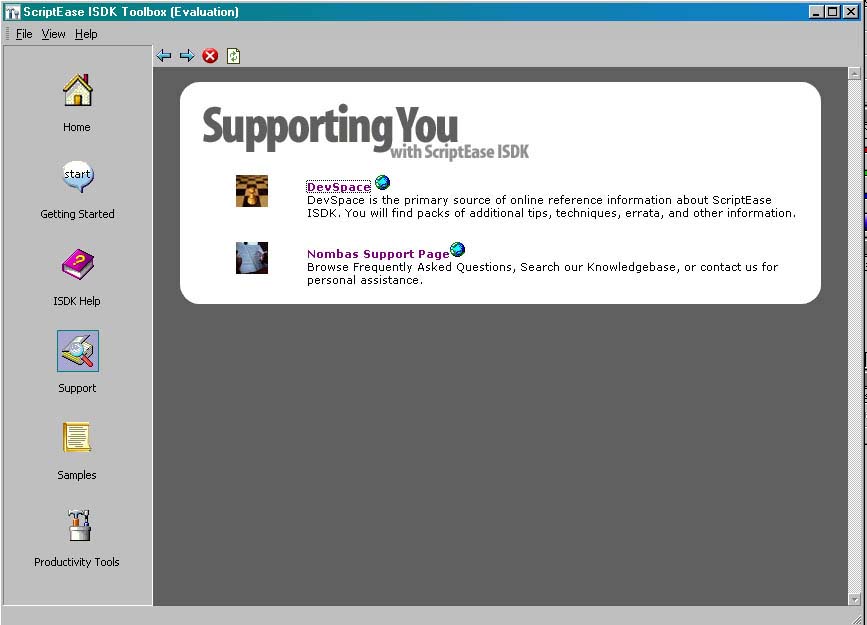 ScriptEase ISDK Toolbox (Evaluation)
File View Help
Home
start
Getting Started
?
ISDK Help
Support
Samples
Productivity Tools
Supporting You
with ScriptEase ISDK
DevSpace
DevSpace is the primary source of online reference information about ScriptEase
ISDK. You will find packs of additional tips, techniques, errata, and other information.
Nombas Support Page
Browse Frequently Asked Questions, Search our Knowledgebase, or contact us for
personal assistance.